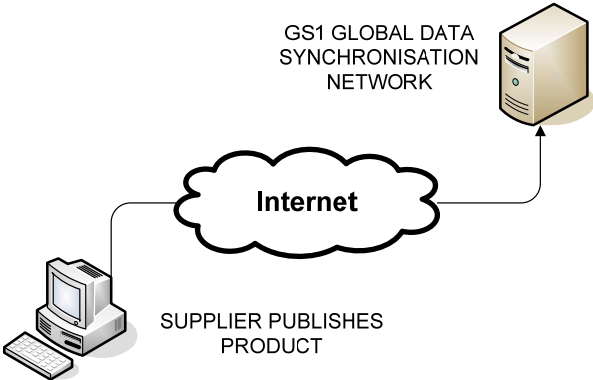 GS1 GLOBAL DATA
SYNCHRONISATION
NETWORK
Internet
SUPPLIER PUBLISHES
PRODUCT